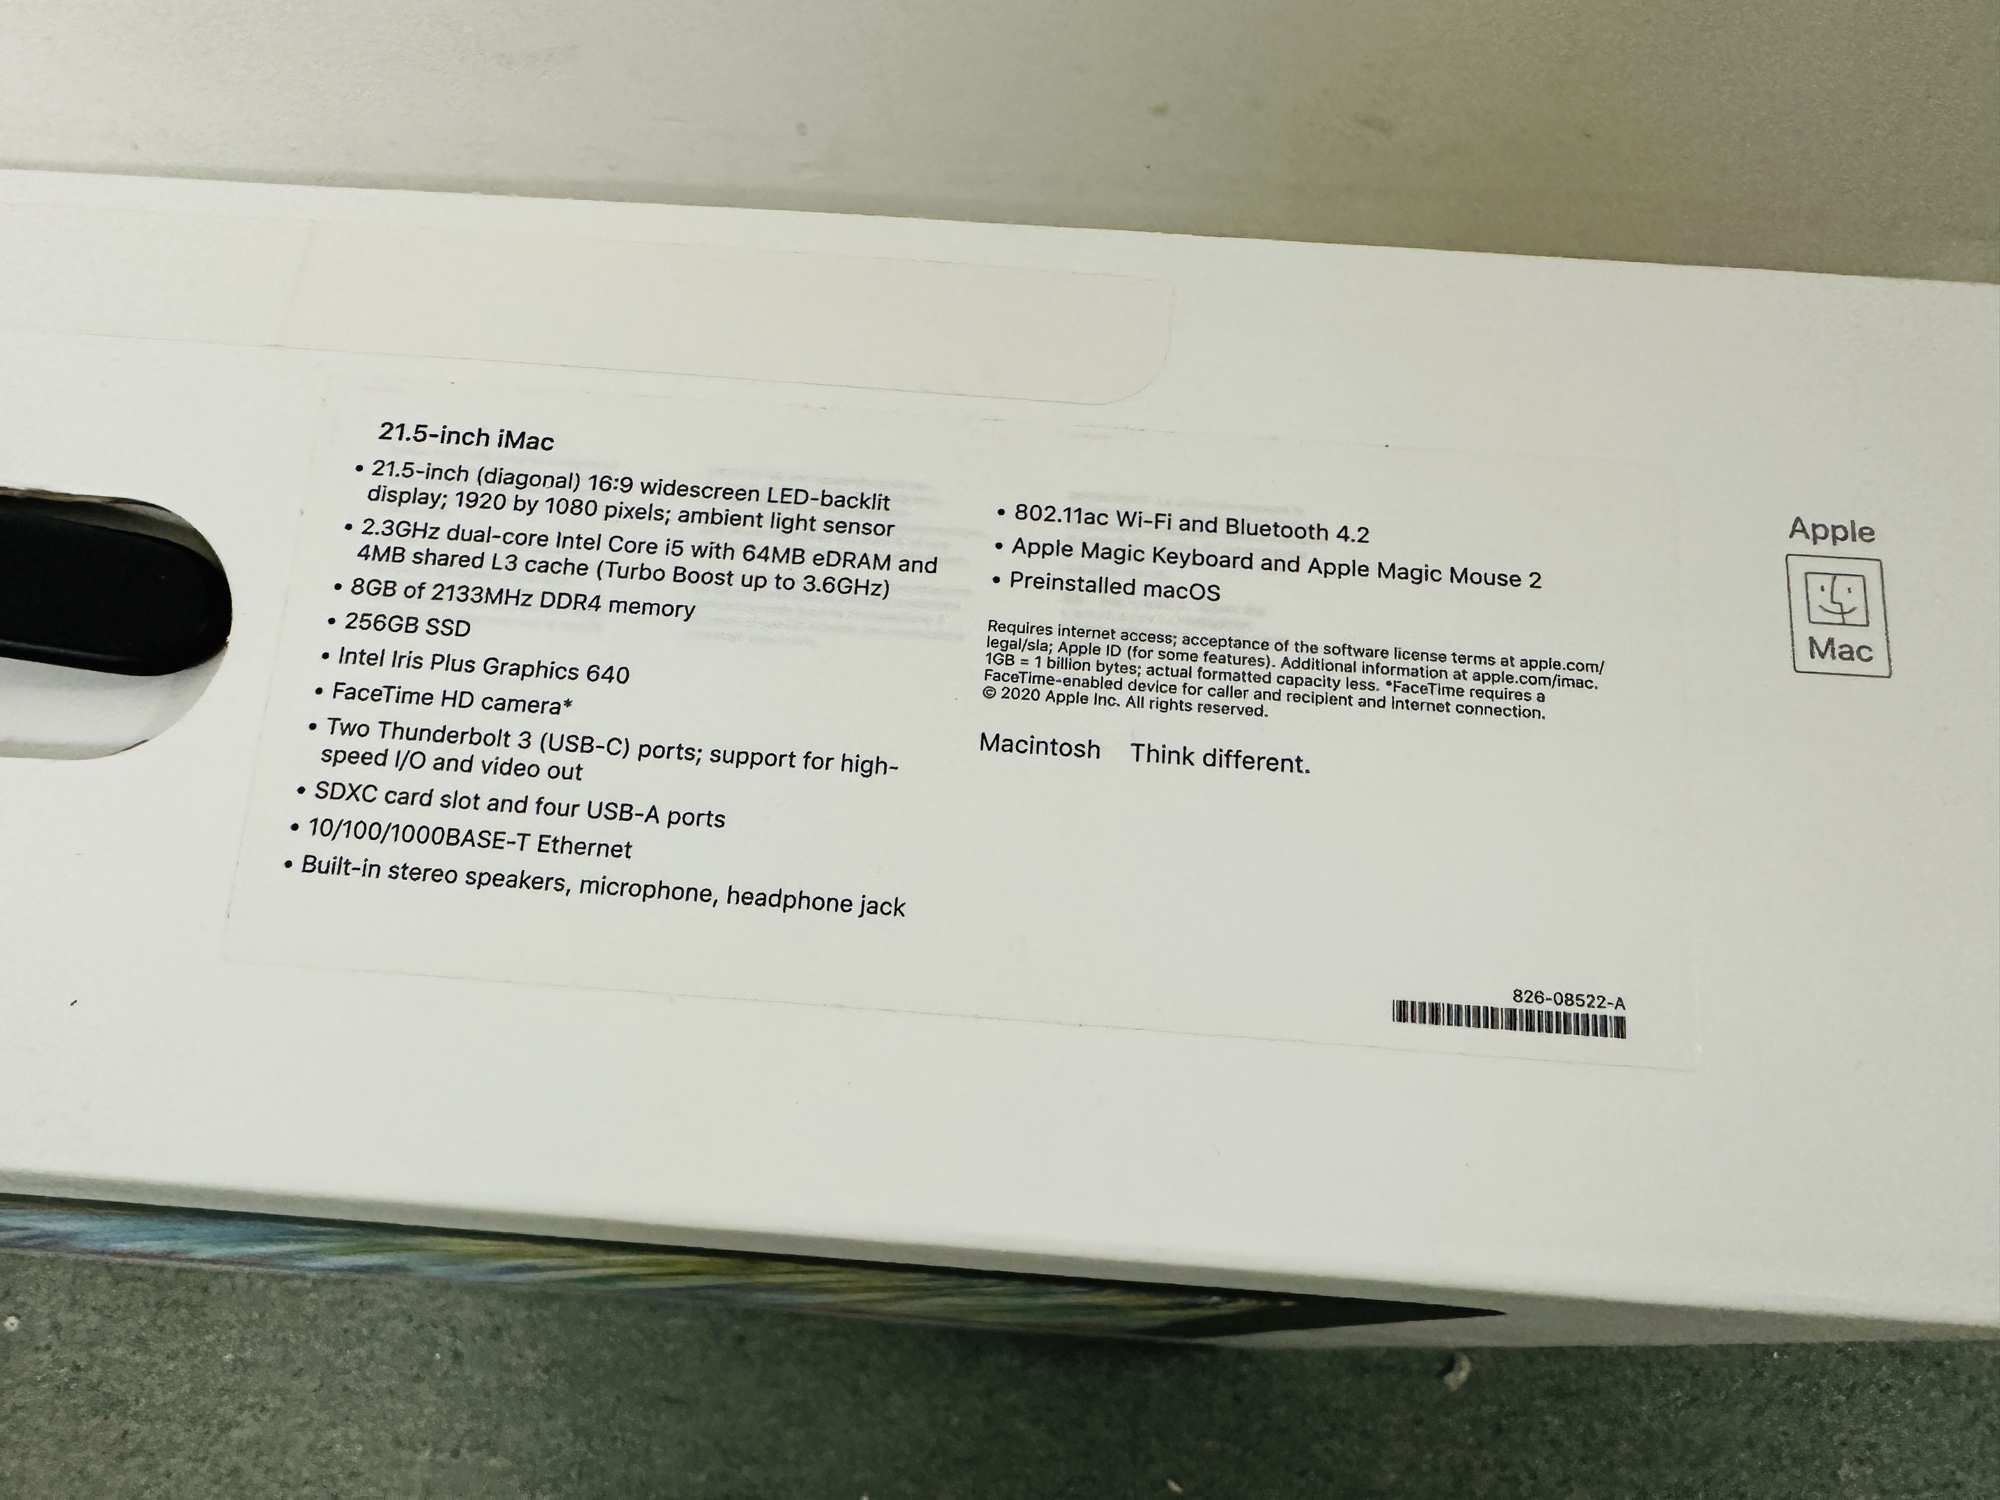 21.5-inch iMac
• 21.5-inch (diagonal) 16:9 widescreen LED-backlit
display; 1920 by 1080 pixels; ambient light sensor
• 2.3GHz dual-core Intel Core i5 with 64MB eDRAM and
4MB shared L3 cache (Turbo Boost up to 3.6GHz)
• 8GB of 2133MHz DDR4 memory
• 256GB SSD
• Intel Iris Plus Graphics 640
• FaceTime HD camera*
• Two Thunderbolt 3 (USB-C) ports; support for high-
speed I/O and video out
• SDXC card slot and four USB-A ports
• 10/100/1000BASE-T Ethernet
• Built-in stereo speakers, microphone, headphone jack
• 802.11ac Wi-Fi and Bluetooth 4.2
• Apple Magic Keyboard and Apple Magic Mouse 2
• Preinstalled macOS
Requires internet access; acceptance of the software license terms at apple.com/
legal/sla; Apple ID (for some features). Additional information at apple.com/imac.
1GB = 1 billion bytes; actual formatted capacity less. *FaceTime requires a
FaceTime-enabled device for caller and recipient and Internet connection.
© 2020 Apple Inc. All rights reserved.
Macintosh Think different.
Apple
Mac
826-08522-A